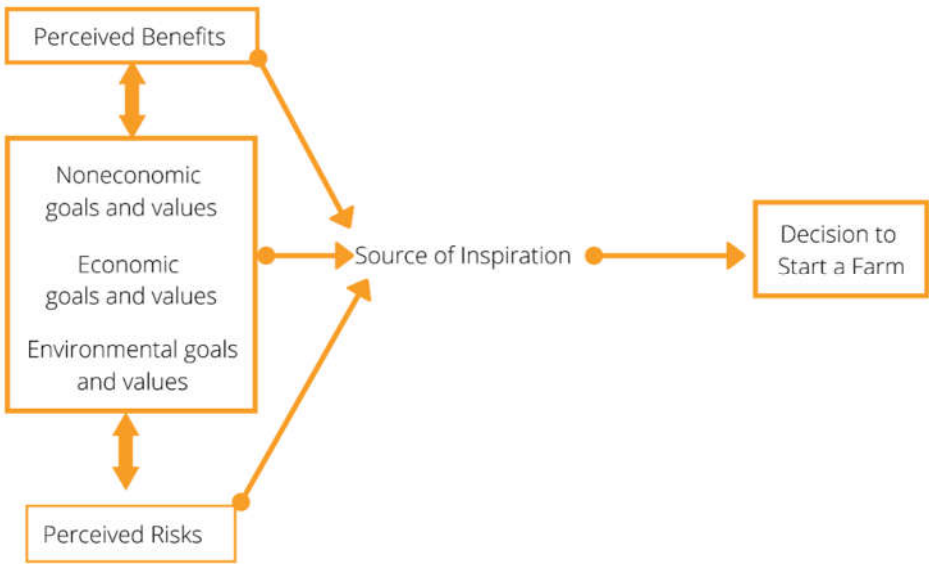 Perceived Benefits
Noneconomic
goals and values
Economic
goals and values
Environmental goals
and values
Perceived Risks
Source of Inspiration
Decision to
Start a Farm